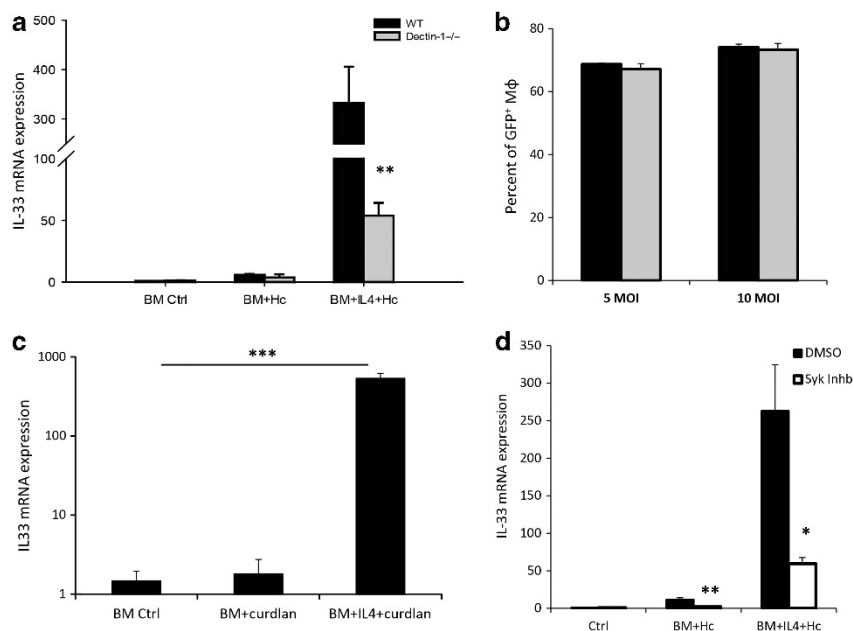 a
500
400
300
100
50
0
IL-33 mRNA expression
WT
Dectin-1–/–
**
BM Ctrl
BM+Hc
BM+IL4+Hc
b
80
60
40
20
0
Percent of GFP⁺ Mϕ
5 MOI
10 MOI
c
1000
100
10
1
IL33 mRNA expression
***
BM Ctrl
BM+curdlan
BM+IL4+curdlan
d
350
300
250
200
150
100
50
0
IL-33 mRNA expression
DMSO
Syk Inhb
**
*
Ctrl
BM+Hc
BM+IL4+Hc